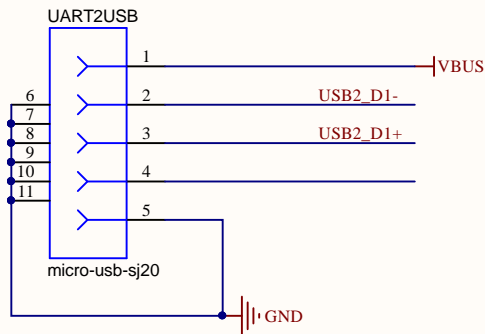 UART2USB
1
VBUS
6
2
USB2_D1-
7
8
3
USB2_D1+
9
10
4
11
5
micro-usb-sj20
GND